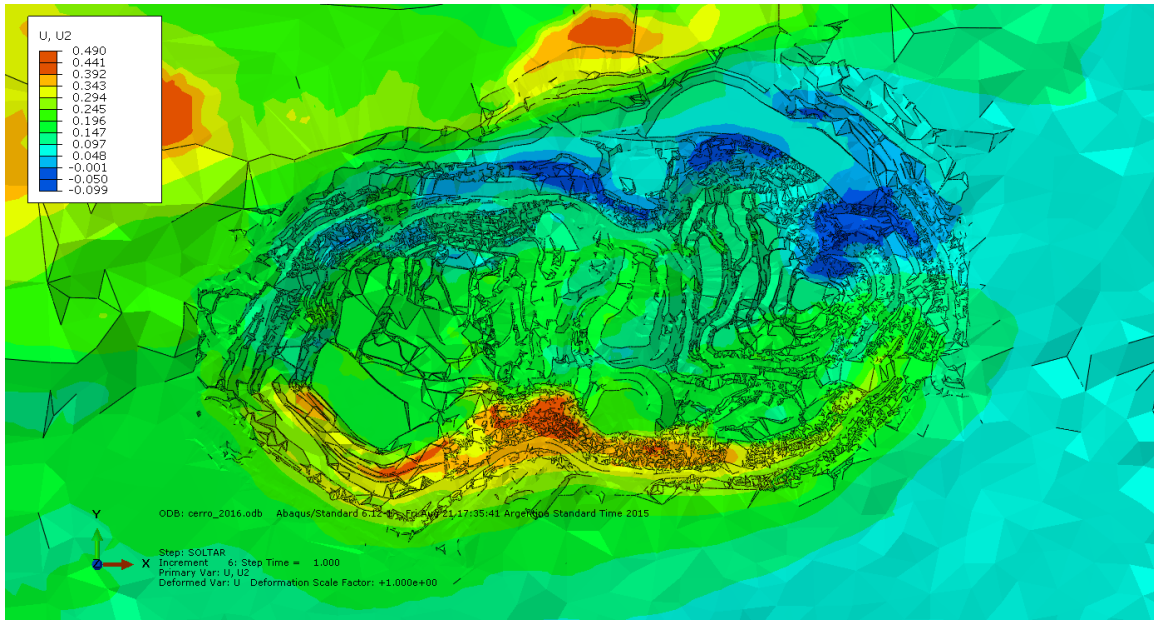 U, U2
0.490
0.441
0.392
0.343
0.294
0.245
0.196
0.147
0.097
0.048
-0.001
-0.050
-0.099
ODB: cerro_2016.odb Abaqus/Standard 6.12-1 Fri Aug 21 17:35:41 Argentina Standard Time 2015
Y
Z
X
Step: SOLTAR
Increment 6: Step Time = 1.000
Primary Var: U, U2
Deformed Var: U Deformation Scale Factor: +1.000e+00